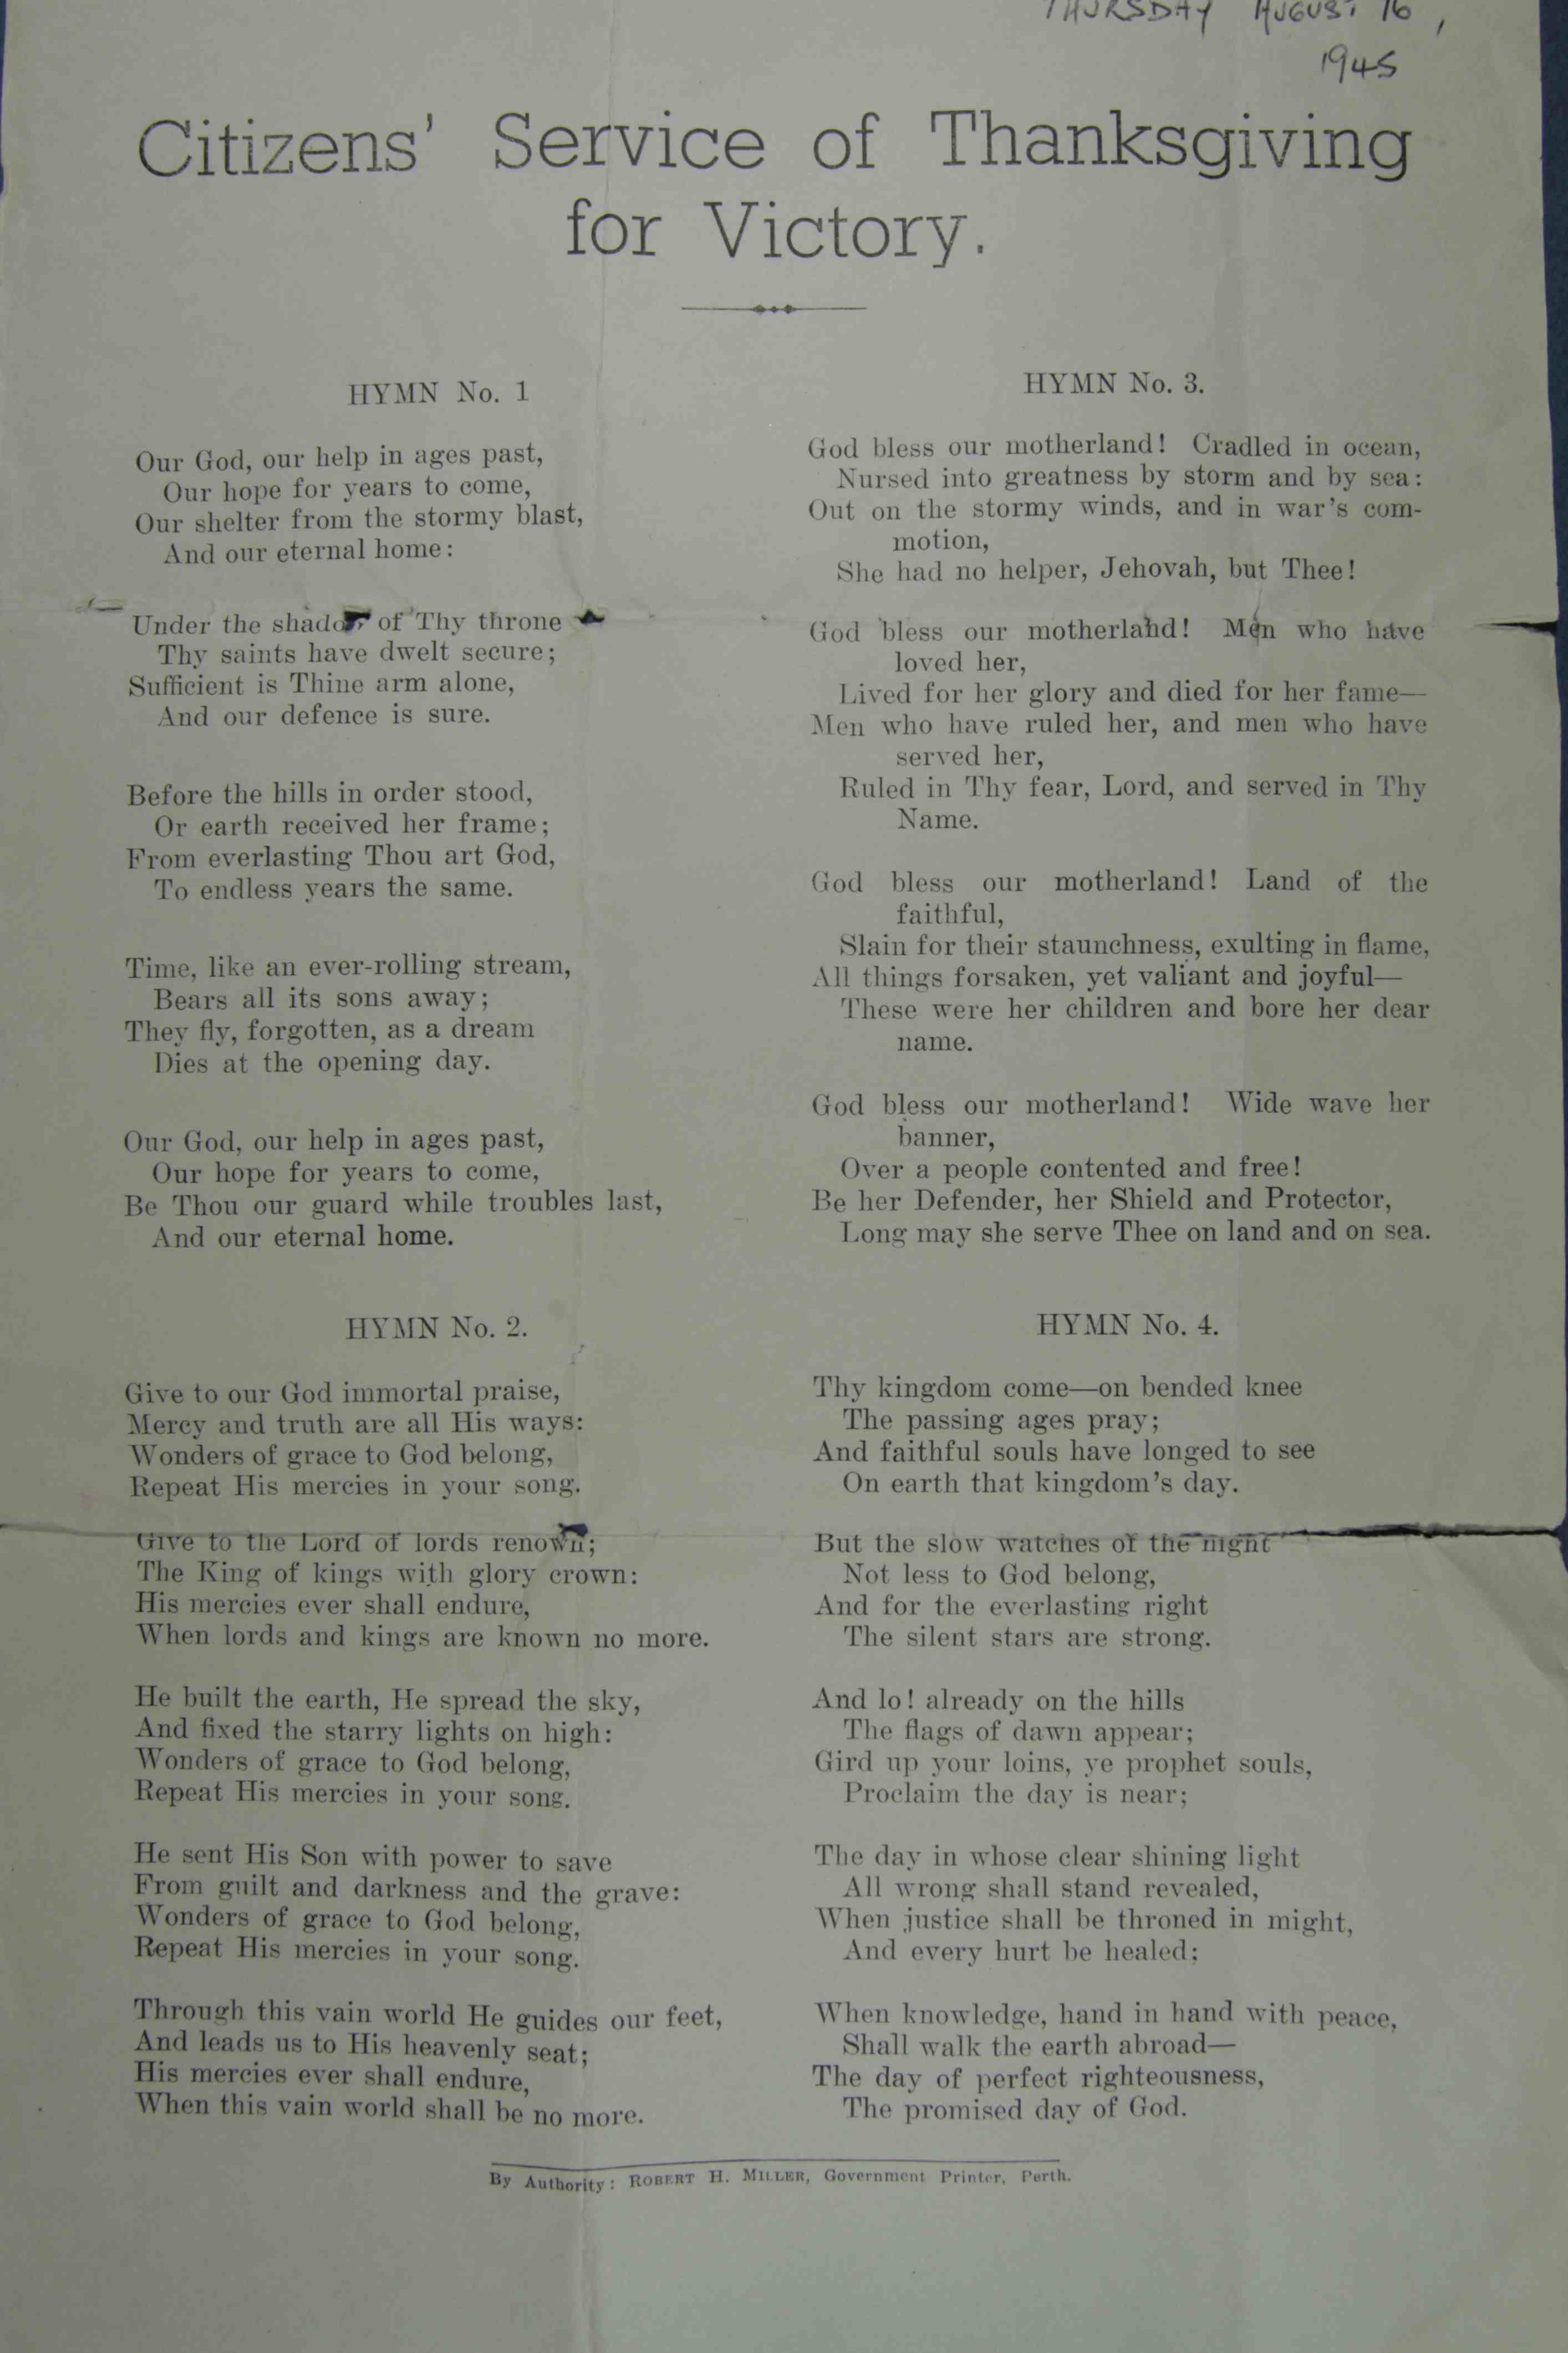 THURSDAY AUGUST 16,
1945
Citizens' Service of Thanksgiving
for Victory.
HYMN No. 1
Our God, our help in ages past,
Our hope for years to come,
Our shelter from the stormy blast,
And our eternal home:
Under the shadow of Thy throne
Thy saints have dwelt secure;
Sufficient is Thine arm alone,
And our defence is sure.
Before the hills in order stood,
Or earth received her frame;
From everlasting Thou art God,
To endless years the same.
Time, like an ever-rolling stream,
Bears all its sons away;
They fly, forgotten, as a dream
Dies at the opening day.
Our God, our help in ages past,
Our hope for years to come,
Be Thou our guard while troubles last,
And our eternal home.
HYMN No. 2.
Give to our God immortal praise,
Mercy and truth are all His ways:
Wonders of grace to God belong,
Repeat His mercies in your song.
Give to the Lord of lords renown;
The King of kings with glory crown:
His mercies ever shall endure,
When lords and kings are known no more.
He built the earth, He spread the sky,
And fixed the starry lights on high:
Wonders of grace to God belong,
Repeat His mercies in your song.
He sent His Son with power to save
From guilt and darkness and the grave:
Wonders of grace to God belong,
Repeat His mercies in your song.
Through this vain world He guides our feet,
And leads us to His heavenly seat;
His mercies ever shall endure,
When this vain world shall be no more.
HYMN No. 3.
God bless our motherland! Cradled in ocean,
Nursed into greatness by storm and by sea:
Out on the stormy winds, and in war's com-
motion,
She had no helper, Jehovah, but Thee!
God bless our motherland! Men who have
loved her,
Lived for her glory and died for her fame—
Men who have ruled her, and men who have
served her,
Ruled in Thy fear, Lord, and served in Thy
Name.
God bless our motherland! Land of the
faithful,
Slain for their staunchness, exulting in flame,
All things forsaken, yet valiant and joyful—
These were her children and bore her dear
name.
God bless our motherland! Wide wave her
banner,
Over a people contented and free!
Be her Defender, her Shield and Protector,
Long may she serve Thee on land and on sea.
HYMN No. 4.
Thy kingdom come—on bended knee
The passing ages pray;
And faithful souls have longed to see
On earth that kingdom's day.
But the slow watches of the night
Not less to God belong,
And for the everlasting right
The silent stars are strong.
And lo! already on the hills
The flags of dawn appear;
Gird up your loins, ye prophet souls,
Proclaim the day is near;
The day in whose clear shining light
All wrong shall stand revealed,
When justice shall be throned in might,
And every hurt be healed;
When knowledge, hand in hand with peace,
Shall walk the earth abroad—
The day of perfect righteousness,
The promised day of God.
By Authority: ROBERT H. MILLER, Government Printer, Perth.